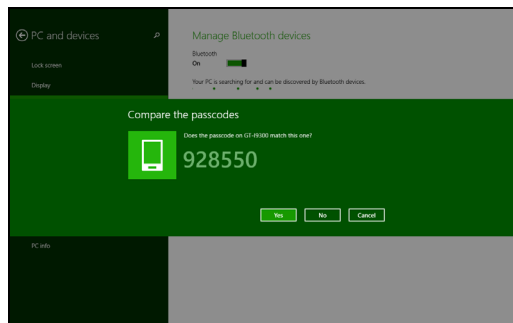 PC and devices
Manage Bluetooth devices
Lock screen
Bluetooth
On
Display
Your PC is searching for and can be discovered by Bluetooth devices.
Compare the passcodes
Does the passcode on GT-I9300 match this one?
928550
Yes
No
Cancel
PC info